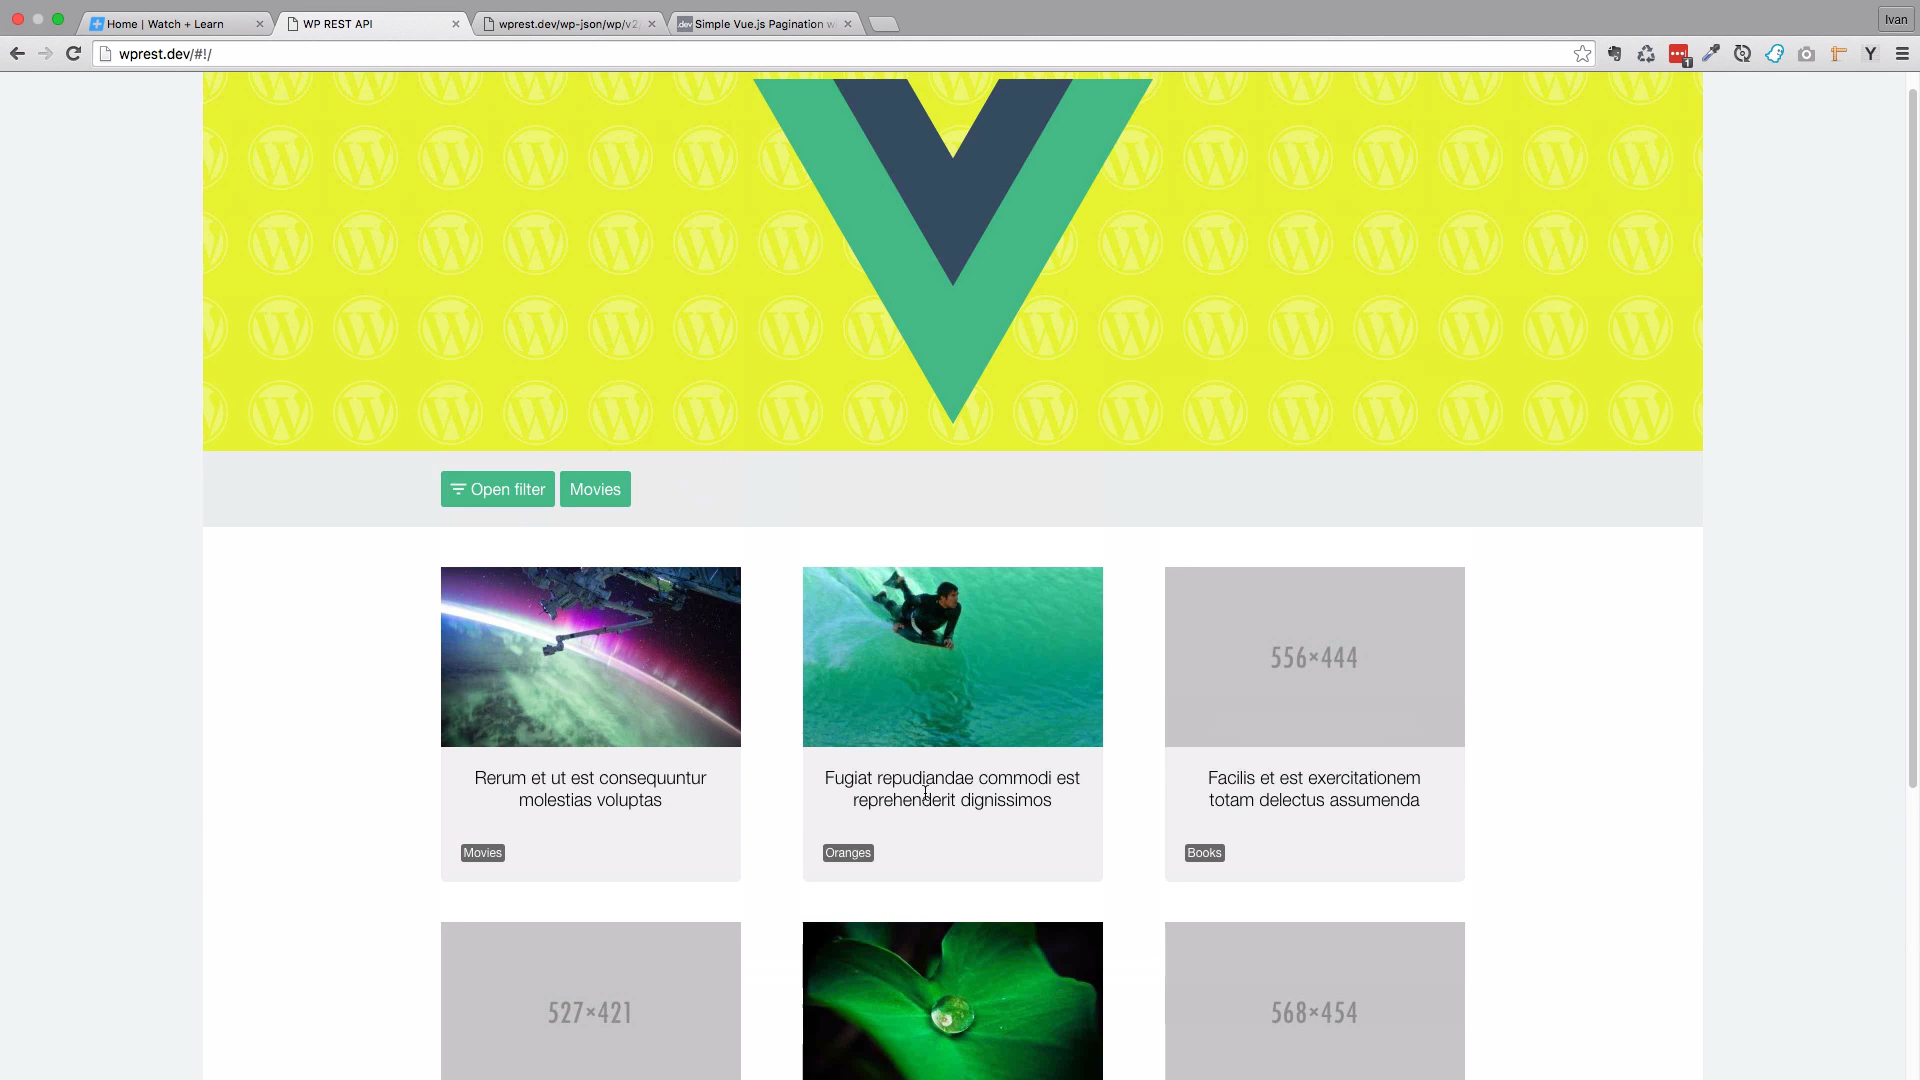 Home | Watch + Learn
WP REST API
wprest.dev/wp-json/wp/v2
Simple Vue.js Pagination w
Ivan
wprest.dev/#!/
1
Open filter
Movies
556×444
Rerum et ut est consequuntur
molestias voluptas
Movies
Fugiat repudiandae commodi est
reprehenderit dignissimos
Oranges
Facilis et est exercitationem
totam delectus assumenda
Books
527×421
568×454